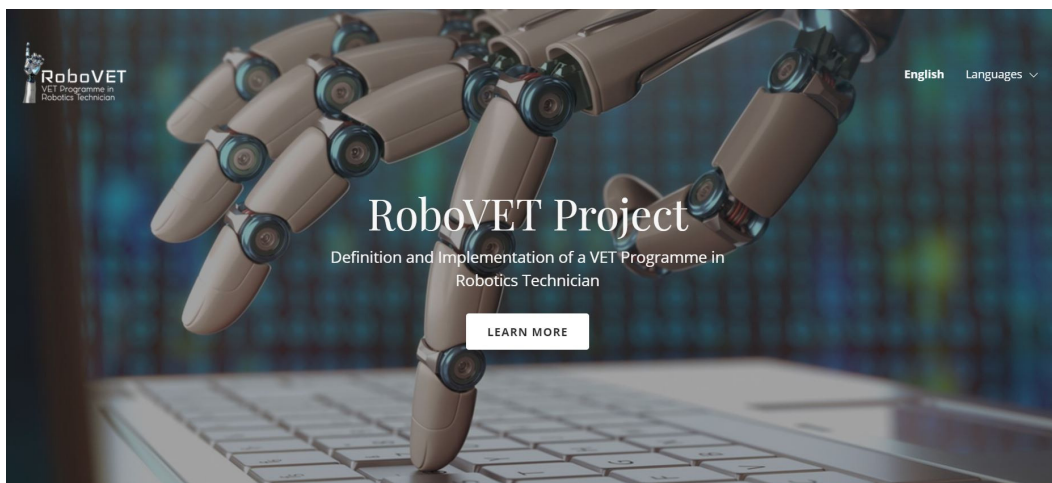 RoboVET
VET Programme in
Robotics Technician
English
Languages
RoboVET Project
Definition and Implementation of a VET Programme in
Robotics Technician
LEARN MORE